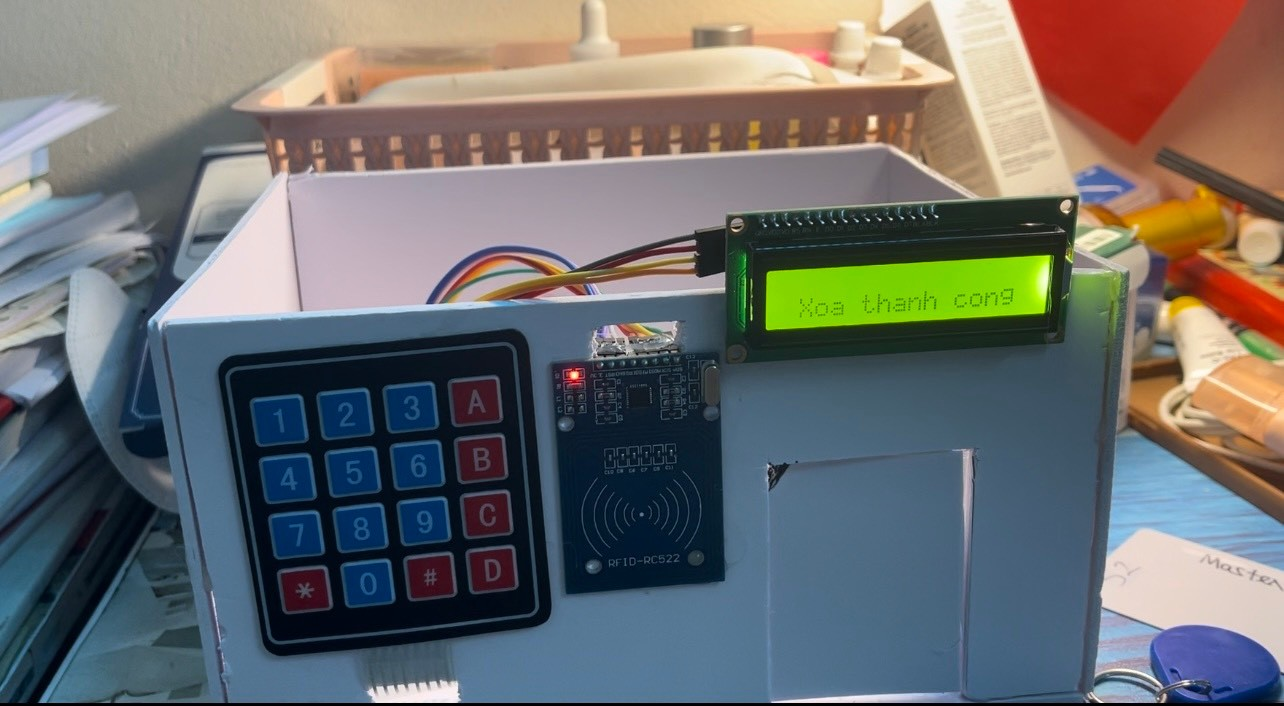 Xoa thanh cong
1 2 3 A
4 5 6 B
7 8 9 C
* 0 # D
RFID-RC522
Master